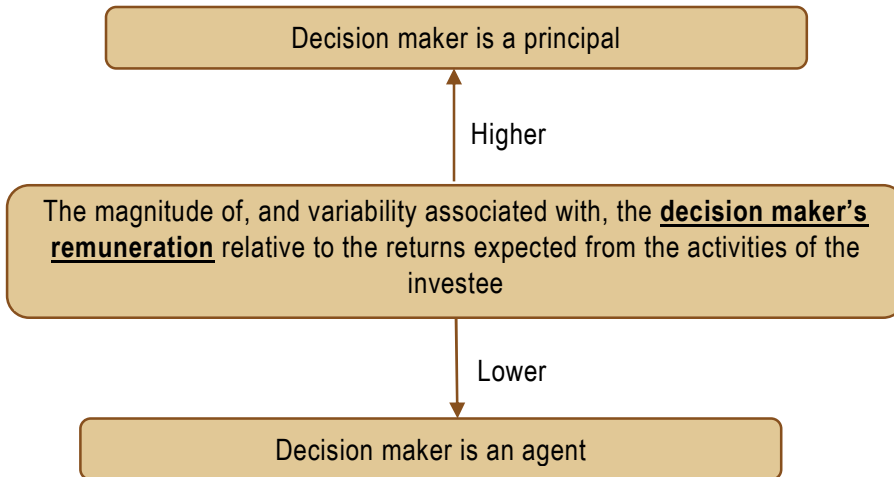 Decision maker is a principal
Higher
The magnitude of, and variability associated with, the decision maker’s
remuneration relative to the returns expected from the activities of the
investee
Lower
Decision maker is an agent